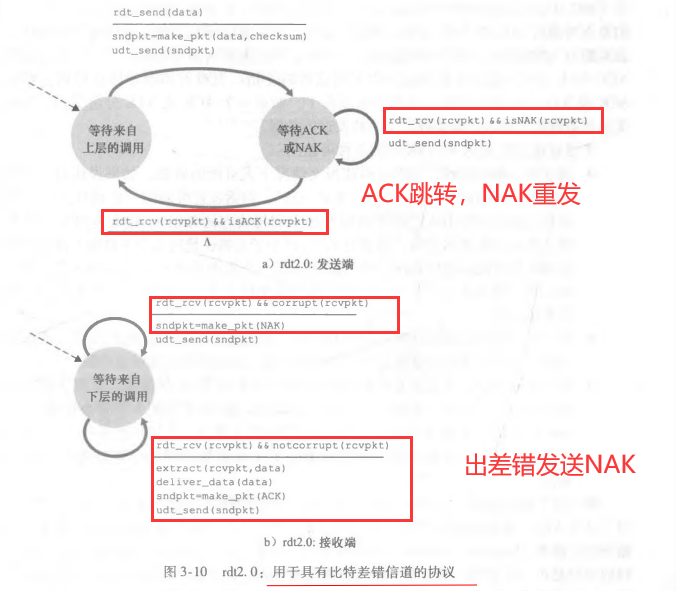 rdt_send(data)
sndpkt=make_pkt(data,checksum)
udt_send(sndpkt)
等待来自
上层的调用
等待ACK
或NAK
rdt_rcv(rcvpkt) && isNAK(rcvpkt)
udt_send(sndpkt)
ACK跳转，NAK重发
rdt_rcv(rcvpkt) && isACK(rcvpkt)
Λ
a）rdt2.0: 发送端
rdt_rcv(rcvpkt) && corrupt(rcvpkt)
sndpkt=make_pkt(NAK)
udt_send(sndpkt)
等待来自
下层的调用
rdt_rcv(rcvpkt) && notcorrupt(rcvpkt)
extract(rcvpkt,data)
deliver_data(data)
sndpkt=make_pkt(ACK)
udt_send(sndpkt)
出差错发送NAK
b）rdt2.0: 接收端
图 3-10 rdt2.0：用于具有比特差错信道的协议